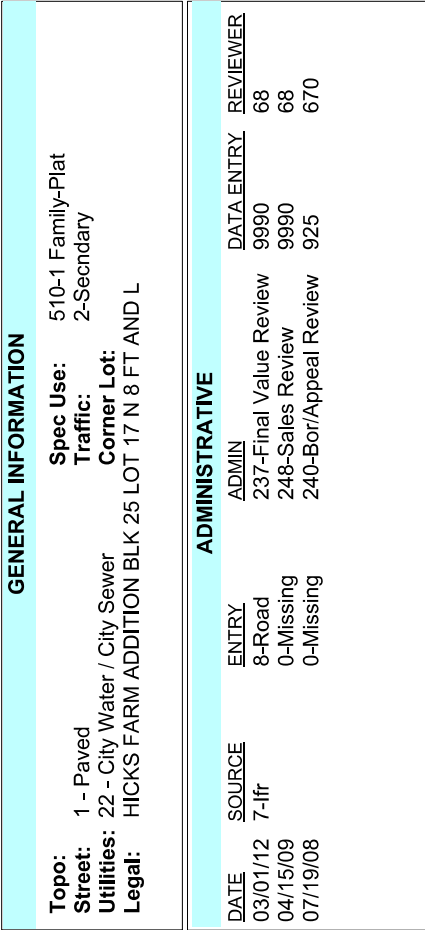 GENERAL INFORMATION
Topo: Spec Use: 510-1 Family-Plat
Street: 1 - Paved Traffic: 2-Secndary
Utilities: 22 - City Water / City Sewer Corner Lot:
Legal: HICKS FARM ADDITION BLK 25 LOT 17 N 8 FT AND L
ADMINISTRATIVE
DATE SOURCE ENTRY ADMIN DATA ENTRY REVIEWER
03/01/12 7-Ifr 8-Road 237-Final Value Review 9990 68
04/15/09 0-Missing 248-Sales Review 9990 68
07/19/08 0-Missing 240-Bor/Appeal Review 925 670